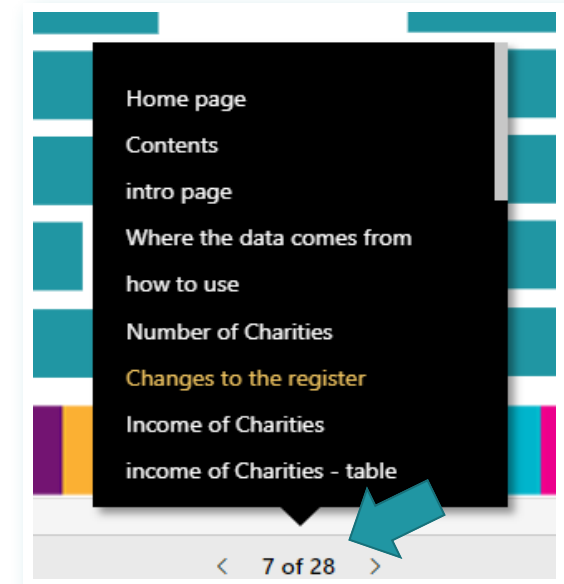 Home page
Contents
intro page
Where the data comes from
how to use
Number of Charities
Changes to the register
Income of Charities
income of Charities - table
< 7 of 28 >